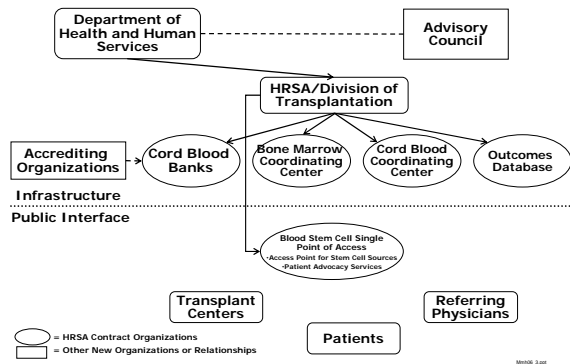 Department of
Health and Human
Services
Advisory
Council
HRSA/Division of
Transplantation
Accrediting
Organizations
Cord Blood
Banks
Bone Marrow
Coordinating
Center
Cord Blood
Coordinating
Center
Outcomes
Database
Infrastructure
Public Interface
Blood Stem Cell Single
Point of Access
•Access Point for Stem Cell Sources
•Patient Advocacy Services
Transplant
Centers
Referring
Physicians
Patients
= HRSA Contract Organizations
= Other New Organizations or Relationships